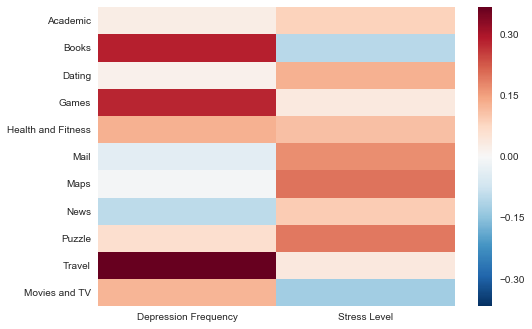 Academic
Books
Dating
Games
Health and Fitness
Mail
Maps
News
Puzzle
Travel
Movies and TV
Depression Frequency Stress Level
0.30
0.15
0.00
−0.15
−0.30